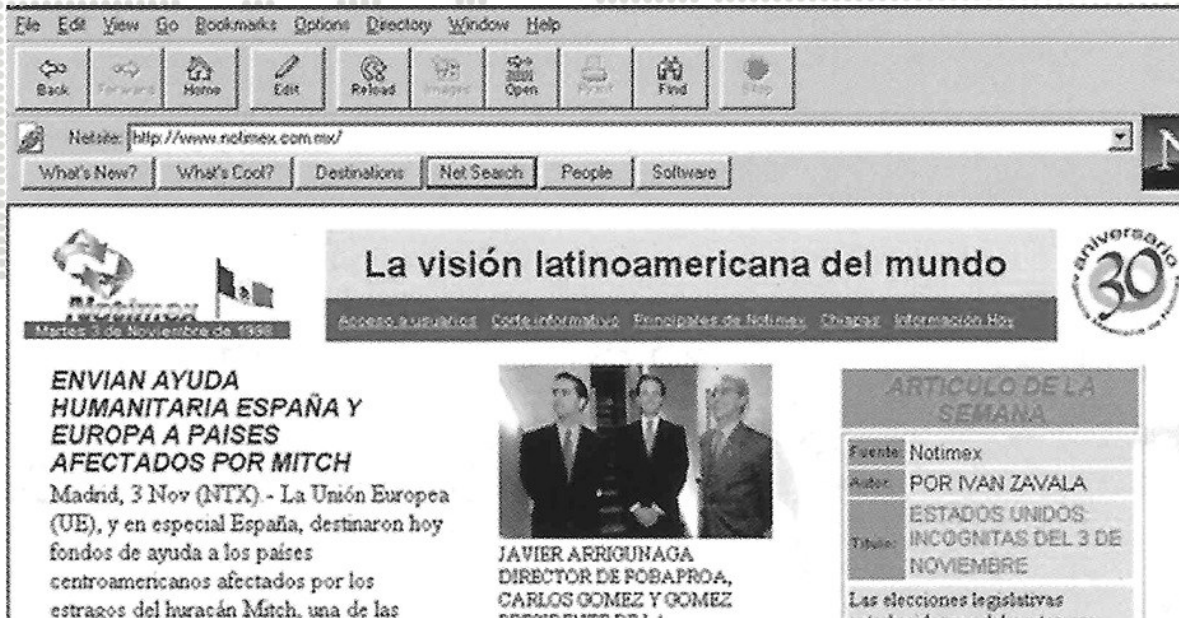 File Edit View Go Bookmarks Options Directory Window Help
Back Forward Home Edit Reload Images Open Print Find Stop
Netsite: http://www.notimex.com.mx/
What's New? What's Cool? Destinations Net Search People Software
N
Notimex
Martes 3 de Noviembre de 1998
La visión latinoamericana del mundo
Acceso a usuarios Corte informativo Principales de Notimex Chiapas Información Hoy
aniversario
30
ENVIAN AYUDA
HUMANITARIA ESPAÑA Y
EUROPA A PAISES
AFECTADOS POR MITCH
Madrid, 3 Nov (NTX).- La Unión Europea
(UE), y en especial España, destinaron hoy
fondos de ayuda a los países
centroamericanos afectados por los
estragos del huracán Mitch, una de las
JAVIER ARRIGUNAGA
DIRECTOR DE FOBAPROA,
CARLOS GOMEZ Y GOMEZ
PRESIDENTE DE LA
ARTICULO DE LA
SEMANA
Fuente: Notimex
Autor: POR IVAN ZAVALA
Titulo: ESTADOS UNIDOS:
INCOGNITAS DEL 3 DE
NOVIEMBRE
Las elecciones legislativas